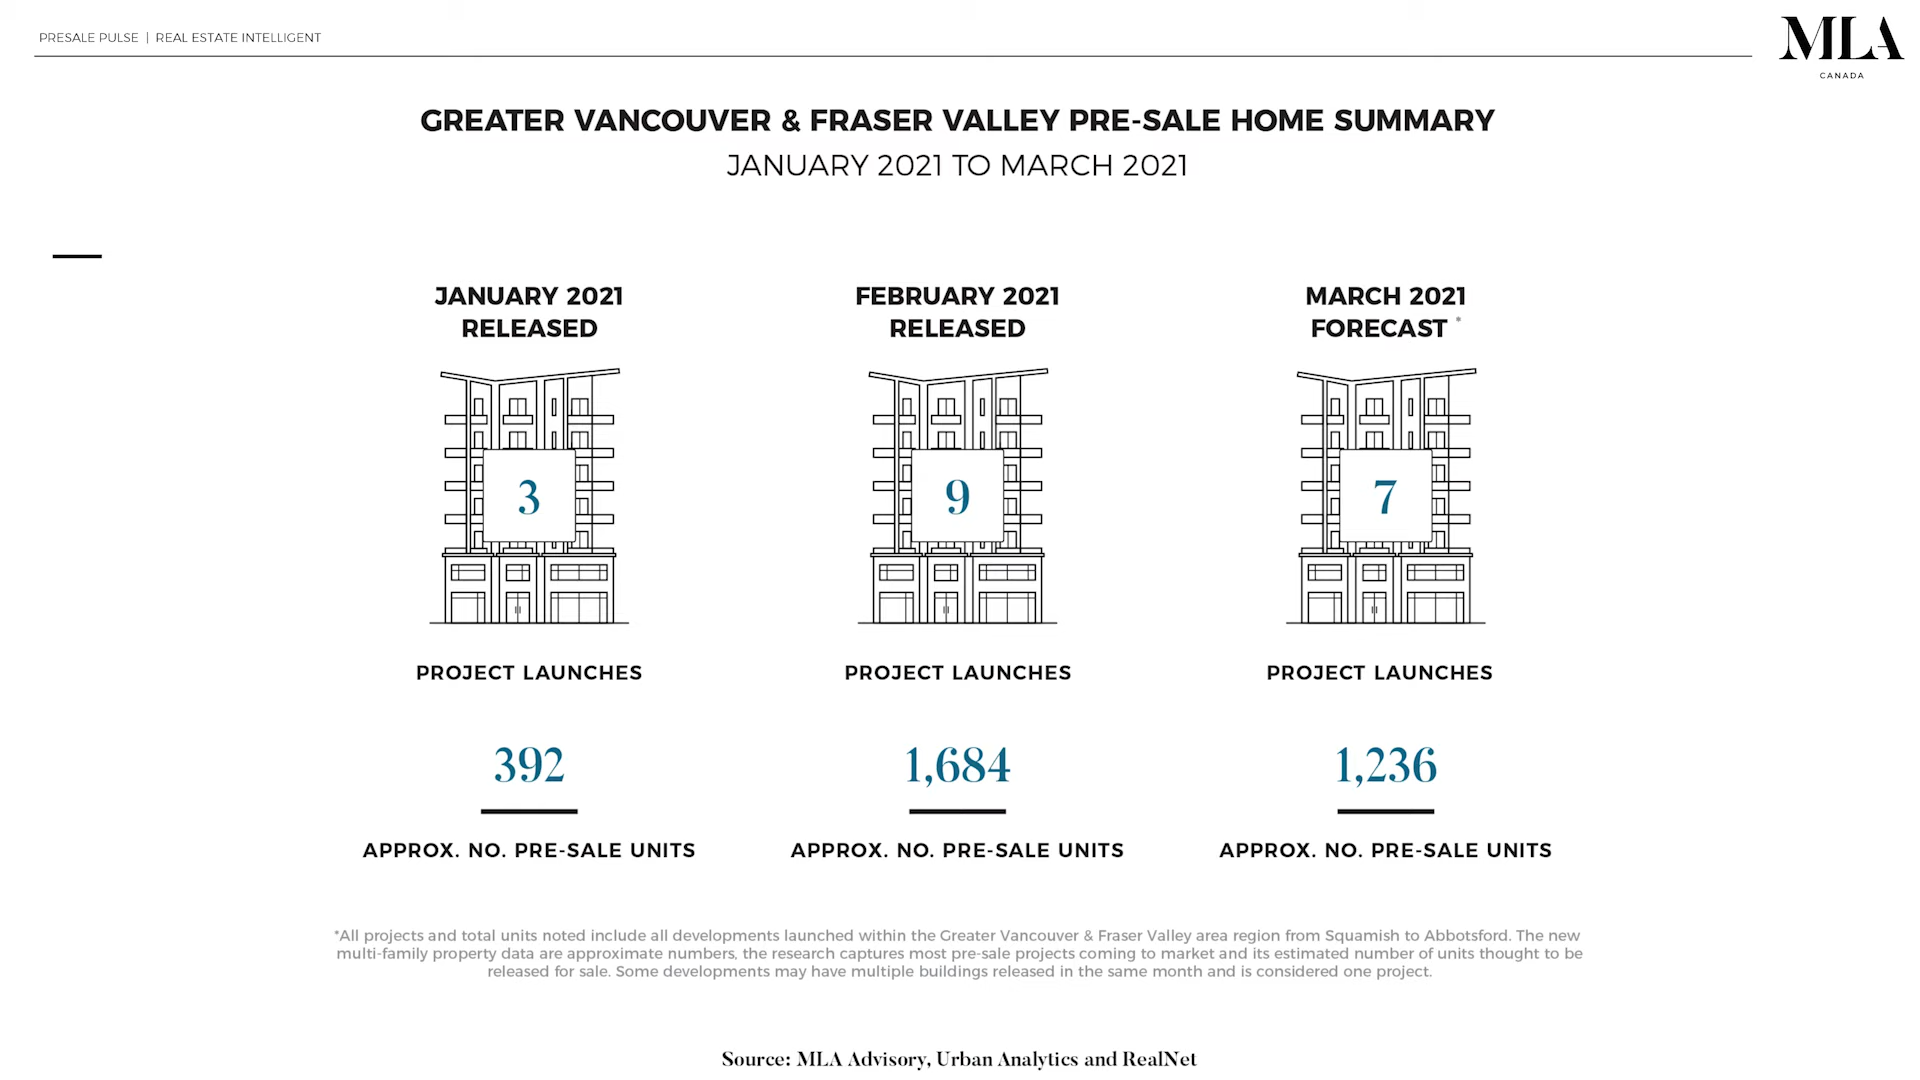 PRESALE PULSE | REAL ESTATE INTELLIGENT
MLA
CANADA
GREATER VANCOUVER & FRASER VALLEY PRE-SALE HOME SUMMARY
JANUARY 2021 TO MARCH 2021
JANUARY 2021
RELEASED
3
PROJECT LAUNCHES
392
APPROX. NO. PRE-SALE UNITS
FEBRUARY 2021
RELEASED
9
PROJECT LAUNCHES
1,684
APPROX. NO. PRE-SALE UNITS
MARCH 2021
FORECAST *
7
PROJECT LAUNCHES
1,236
APPROX. NO. PRE-SALE UNITS
*All projects and total units noted include all developments launched within the Greater Vancouver & Fraser Valley area region from Squamish to Abbotsford. The new
multi-family property data are approximate numbers, the research captures most pre-sale projects coming to market and its estimated number of units thought to be
released for sale. Some developments may have multiple buildings released in the same month and is considered one project.
Source: MLA Advisory, Urban Analytics and RealNet